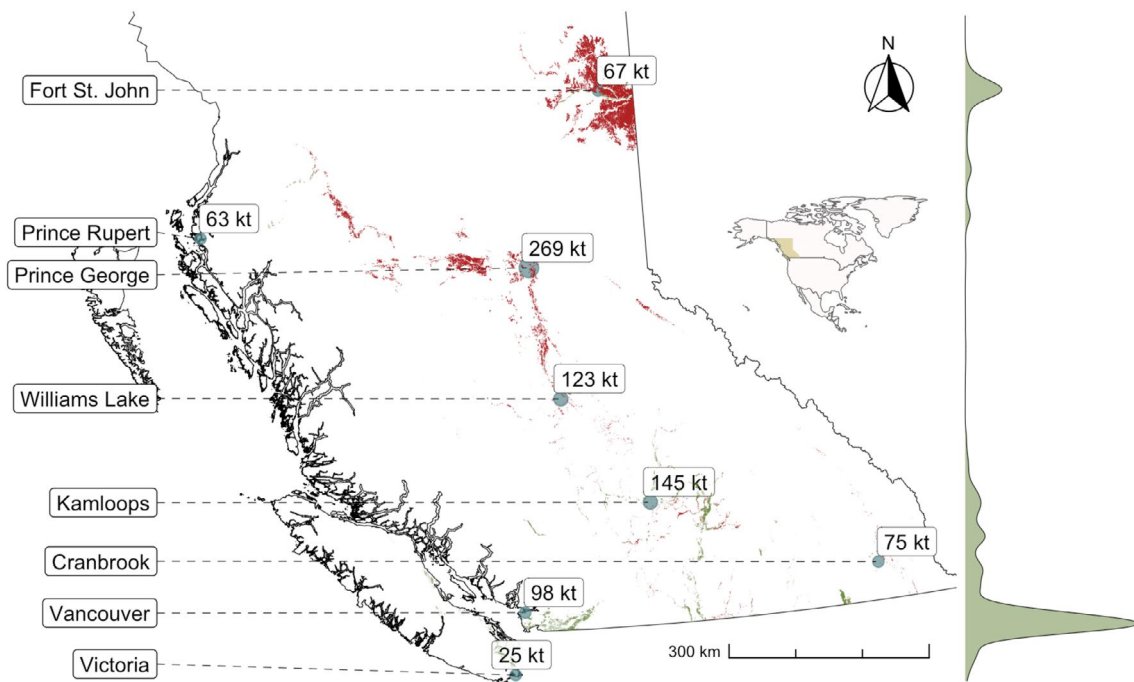 N
67 kt
Fort St. John
63 kt
Prince Rupert
269 kt
Prince George
123 kt
Williams Lake
145 kt
Kamloops
75 kt
Cranbrook
98 kt
Vancouver
300 km
25 kt
Victoria